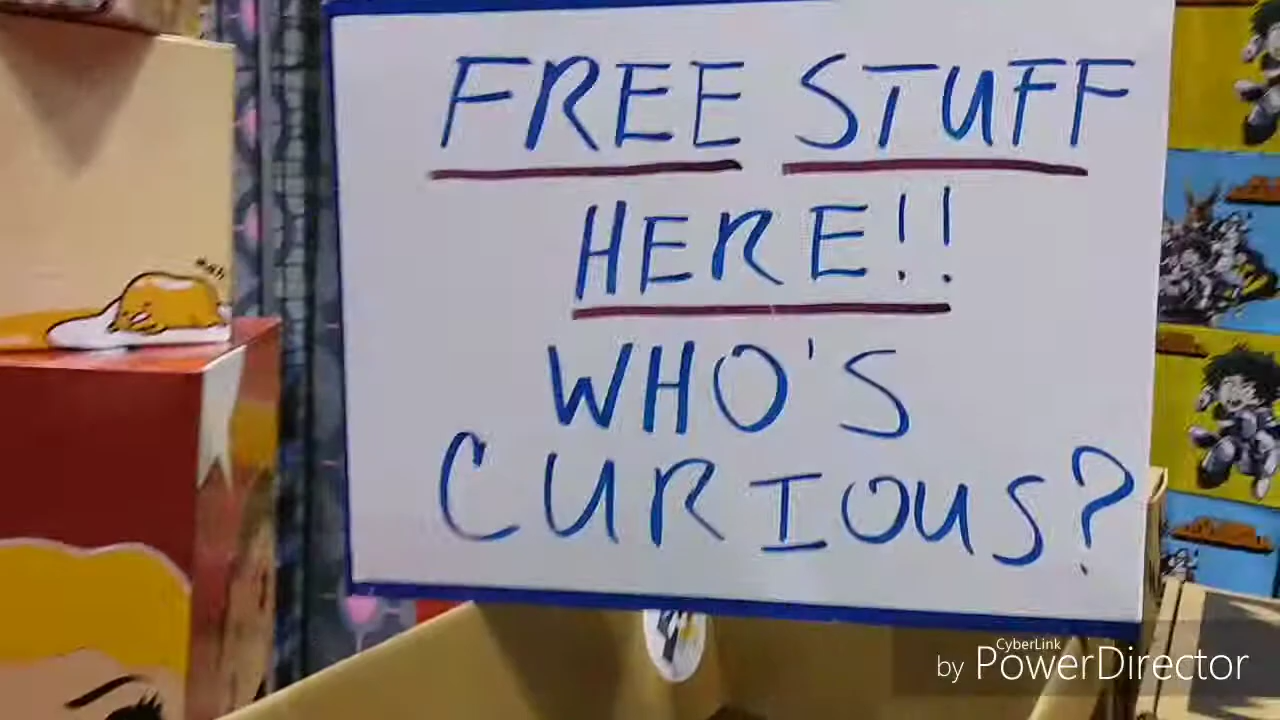 FREE STUFF
HERE!!
WHO'S
CURIOUS?
CyberLink
by PowerDirector